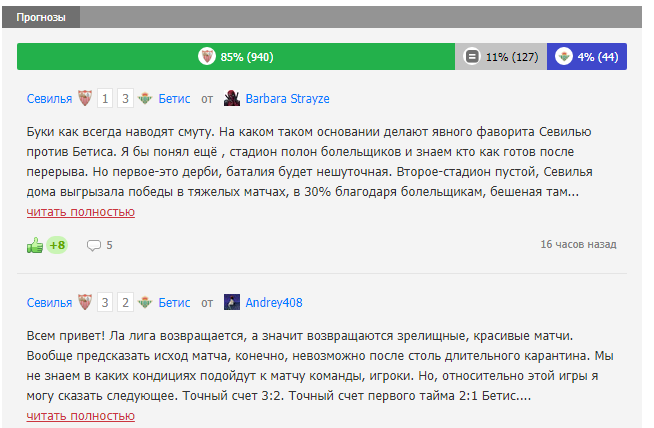 Прогнозы
85% (940) 11% (127) 4% (44)
Севилья 1 3 Бетис от Barbara Strayze
Буки как всегда наводят смуту. На каком таком основании делают явного фаворита Севилью
против Бетиса. Я бы понял ещё , стадион полон болельщиков и знаем кто как готов после
перерыва. Но первое-это дерби, баталия будет нешуточная. Второе-стадион пустой, Севилья
дома выгрызала победы в тяжелых матчах, в 30% благодаря болельщикам, бешеная там...
читать полностью
+8 5 16 часов назад
Севилья 3 2 Бетис от Andrey408
Всем привет! Ла лига возвращается, а значит возвращаются зрелищные, красивые матчи.
Вообще предсказать исход матча, конечно, невозможно после столь длительного карантина. Мы
не знаем в каких кондициях подойдут к матчу команды, игроки. Но, относительно этой игры я
могу сказать следующее. Точный счет 3:2. Точный счет первого тайма 2:1 Бетис....
читать полностью